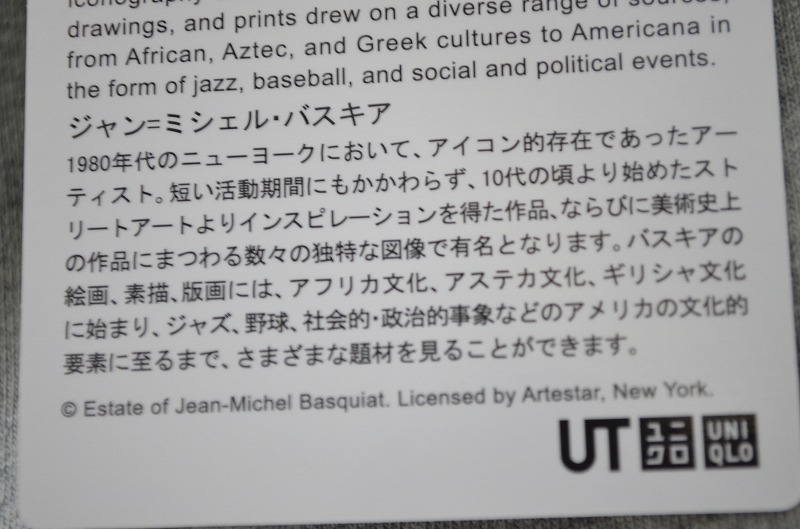 iconography
drawings, and prints drew on a diverse range of sources,
from African, Aztec, and Greek cultures to Americana in
the form of jazz, baseball, and social and political events.
ジャン=ミシェル・バスキア
1980年代のニューヨークにおいて、アイコン的存在であったアー
ティスト。短い活動期間にもかかわらず、10代の頃より始めたスト
リートアートよりインスピレーションを得た作品、ならびに美術史上
の作品にまつわる数々の独特な図像で有名となります。バスキアの
絵画、素描、版画には、アフリカ文化、アステカ文化、ギリシャ文化
に始まり、ジャズ、野球、社会的・政治的事象などのアメリカの文化的
要素に至るまで、さまざまな題材を見ることができます。
© Estate of Jean-Michel Basquiat. Licensed by Artestar, New York.
UT ユニクロ UNIQLO